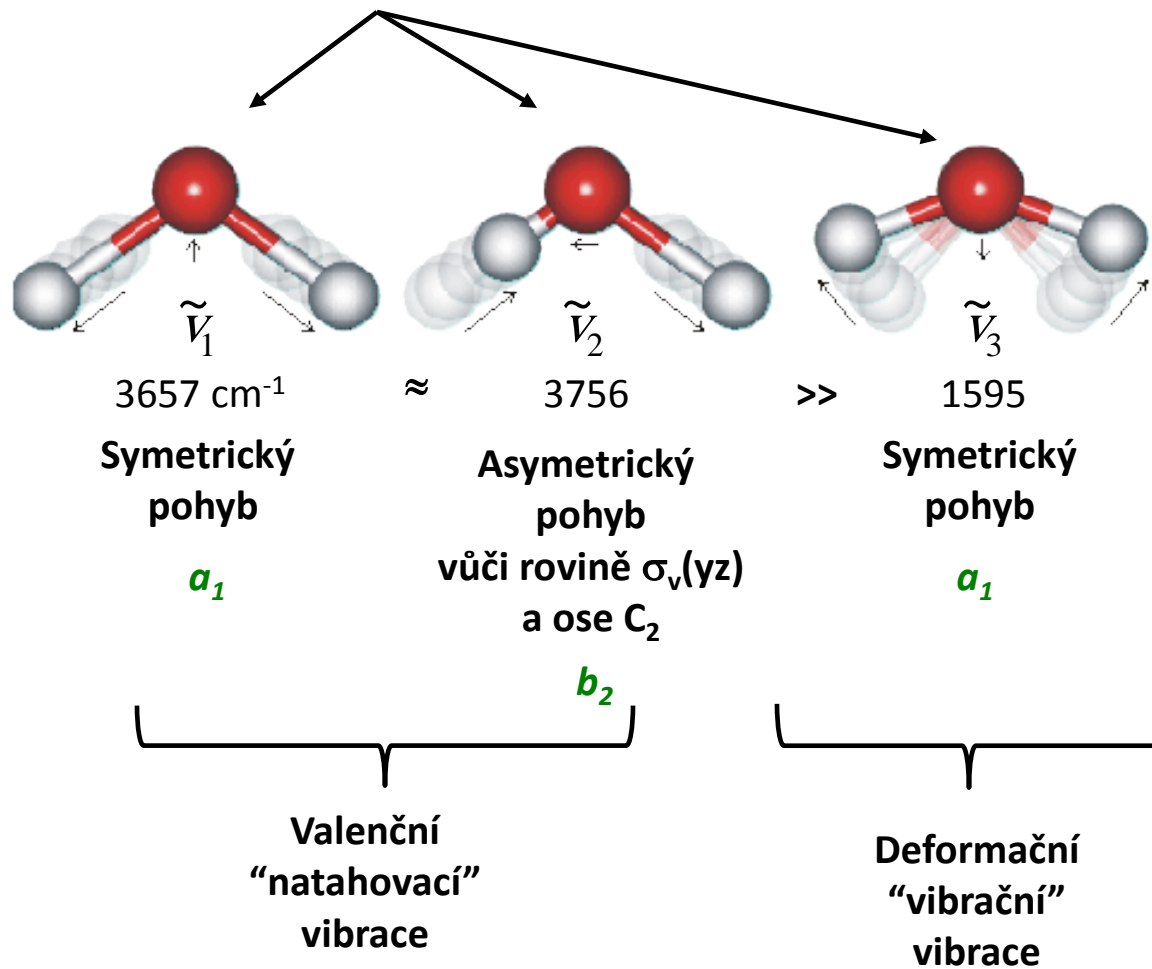 Ṽ₁ Ṽ₂ Ṽ₃
3657 cm⁻¹ ≈ 3756 >> 1595
Symetrický
pohyb
a₁
Asymetrický
pohyb
vůči rovině σᵥ(yz)
a ose C₂
b₂
Symetrický
pohyb
a₁
Valenční
“natahovací”
vibrace
Deformační
“vibrační”
vibrace